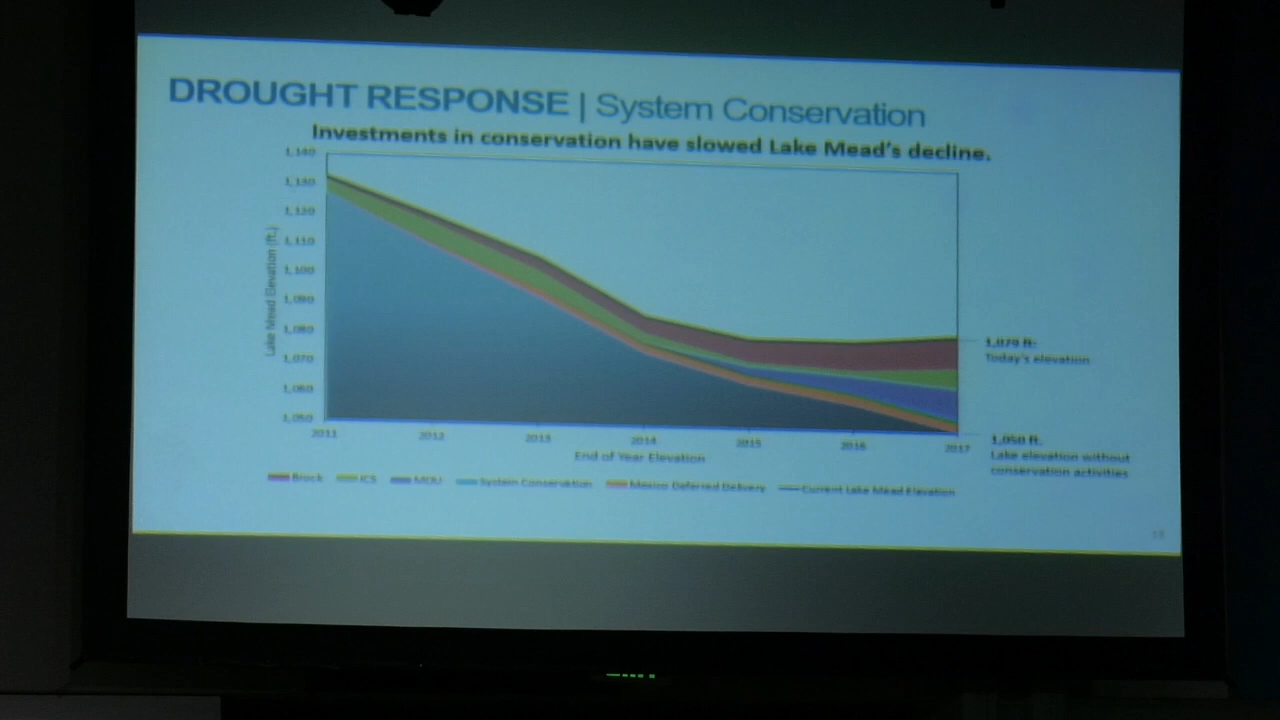 DROUGHT RESPONSE | System Conservation
Investments in conservation have slowed Lake Mead's decline.
1,140
1,130
1,120
1,110
1,100
1,090
1,080
1,070
1,060
1,050
Lake Mead Elevation (ft.)
2011 2012 2013 2014 2015 2016 2017
End of Year Elevation
1,079 ft.
Today's elevation
1,050 ft.
Lake elevation without
conservation activities
Brock ICS MOU System Conservation Mexico Deferred Delivery Current Lake Mead Elevation